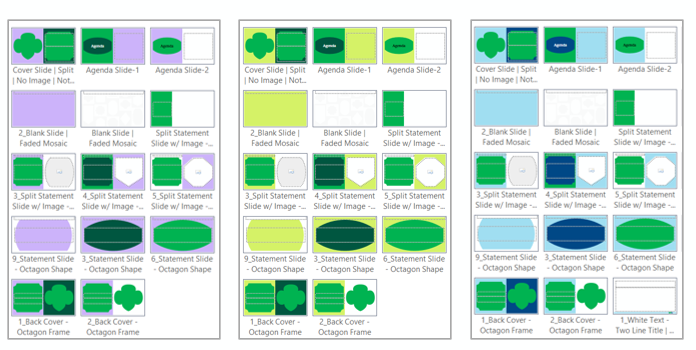 Agenda
Agenda
Cover Slide | Split
| No Image | Not...
Agenda Slide-1
Agenda Slide-2
2_Blank Slide |
Faded Mosaic
Blank Slide |
Faded Mosaic
Split Statement
Slide w/ Image -...
3_Split Statement
Slide w/ Image -...
4_Split Statement
Slide w/ Image -...
5_Split Statement
Slide w/ Image -...
9_Statement Slide
- Octagon Shape
3_Statement Slide
- Octagon Shape
6_Statement Slide
- Octagon Shape
1_Back Cover -
Octagon Frame
2_Back Cover -
Octagon Frame
Agenda
Agenda
Cover Slide | Split
| No Image | Not...
Agenda Slide-1
Agenda Slide-2
2_Blank Slide |
Faded Mosaic
Blank Slide |
Faded Mosaic
Split Statement
Slide w/ Image -...
3_Split Statement
Slide w/ Image -...
4_Split Statement
Slide w/ Image -...
5_Split Statement
Slide w/ Image -...
9_Statement Slide
- Octagon Shape
3_Statement Slide
- Octagon Shape
6_Statement Slide
- Octagon Shape
1_Back Cover -
Octagon Frame
2_Back Cover -
Octagon Frame
Agenda
Agenda
Cover Slide | Split
| No Image | Not...
Agenda Slide-1
Agenda Slide-2
2_Blank Slide |
Faded Mosaic
Blank Slide |
Faded Mosaic
Split Statement
Slide w/ Image -...
3_Split Statement
Slide w/ Image -...
4_Split Statement
Slide w/ Image -...
5_Split Statement
Slide w/ Image -...
9_Statement Slide
- Octagon Shape
3_Statement Slide
- Octagon Shape
6_Statement Slide
- Octagon Shape
1_Back Cover -
Octagon Frame
2_Back Cover -
Octagon Frame
1_White Text -
Two Line Title |...